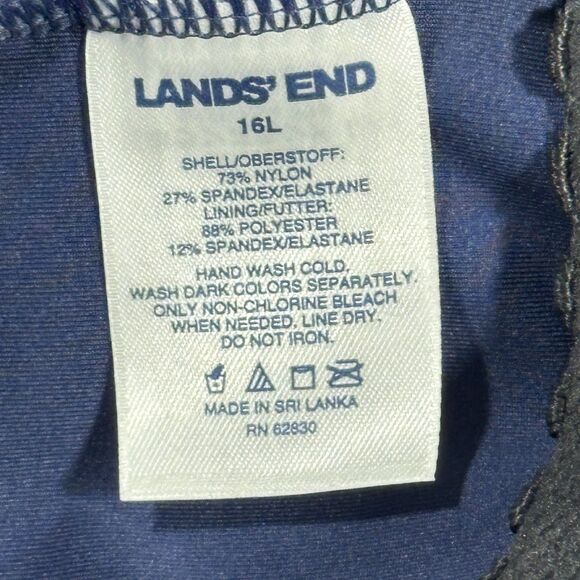 LANDS' END
16L
SHELL/OBERSTOFF:
73% NYLON
27% SPANDEX/ELASTANE
LINING/FUTTER:
88% POLYESTER
12% SPANDEX/ELASTANE
HAND WASH COLD.
WASH DARK COLORS SEPARATELY.
ONLY NON-CHLORINE BLEACH
WHEN NEEDED. LINE DRY.
DO NOT IRON.
MADE IN SRI LANKA
RN 62830